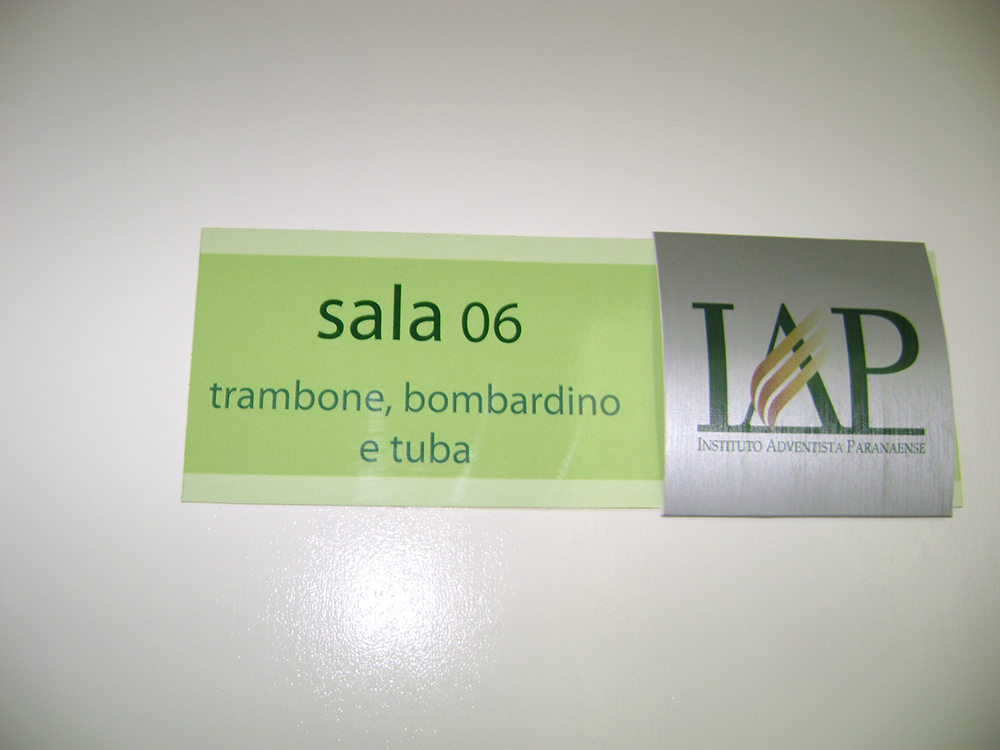 sala 06
trambone, bombardino
e tuba
IAP
INSTITUTO ADVENTISTA PARANAENSE